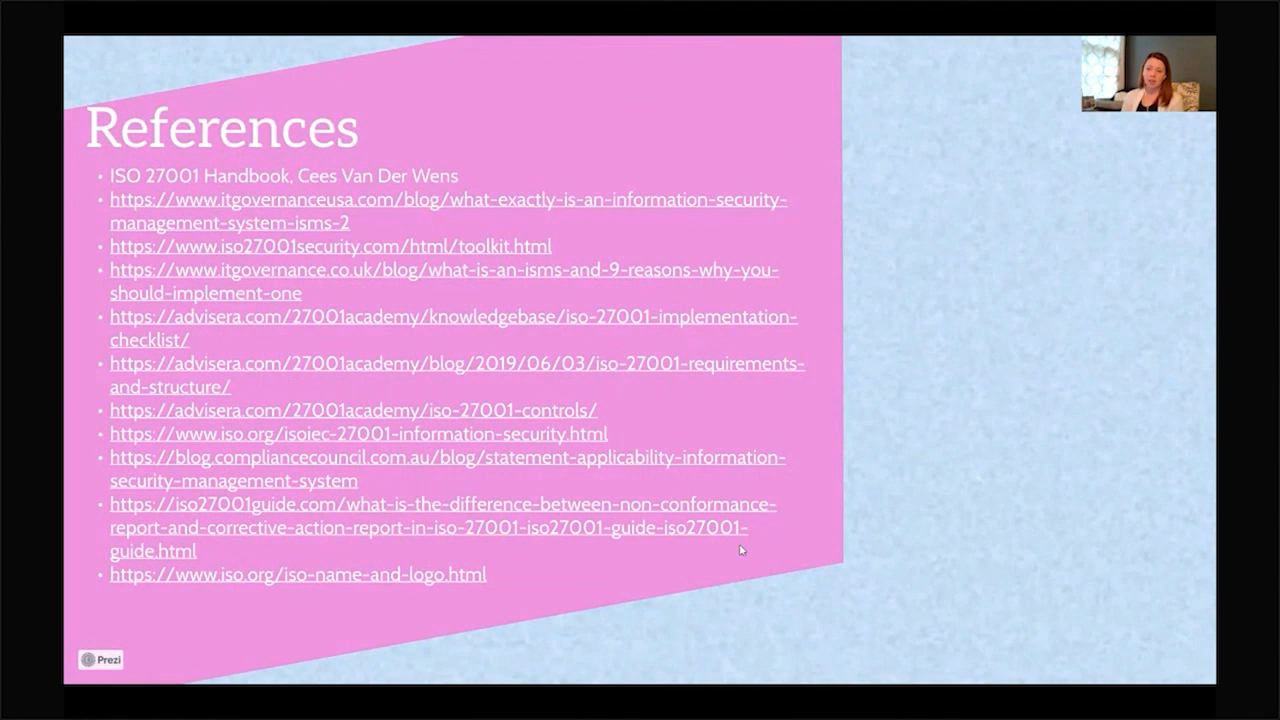 References
• ISO 27001 Handbook, Cees Van Der Wens
• https://www.itgovernanceusa.com/blog/what-exactly-is-an-information-security-
management-system-isms-2
• https://www.iso27001security.com/html/toolkit.html
• https://www.itgovernance.co.uk/blog/what-is-an-isms-and-9-reasons-why-you-
should-implement-one
• https://advisera.com/27001academy/knowledgebase/iso-27001-implementation-
checklist/
• https://advisera.com/27001academy/blog/2019/06/03/iso-27001-requirements-
and-structure/
• https://advisera.com/27001academy/iso-27001-controls/
• https://www.iso.org/isoiec-27001-information-security.html
• https://blog.compliancecouncil.com.au/blog/statement-applicability-information-
security-management-system
• https://iso27001guide.com/what-is-the-difference-between-non-conformance-
report-and-corrective-action-report-in-iso-27001-iso27001-guide-iso27001-
guide.html
• https://www.iso.org/iso-name-and-logo.html
Prezi